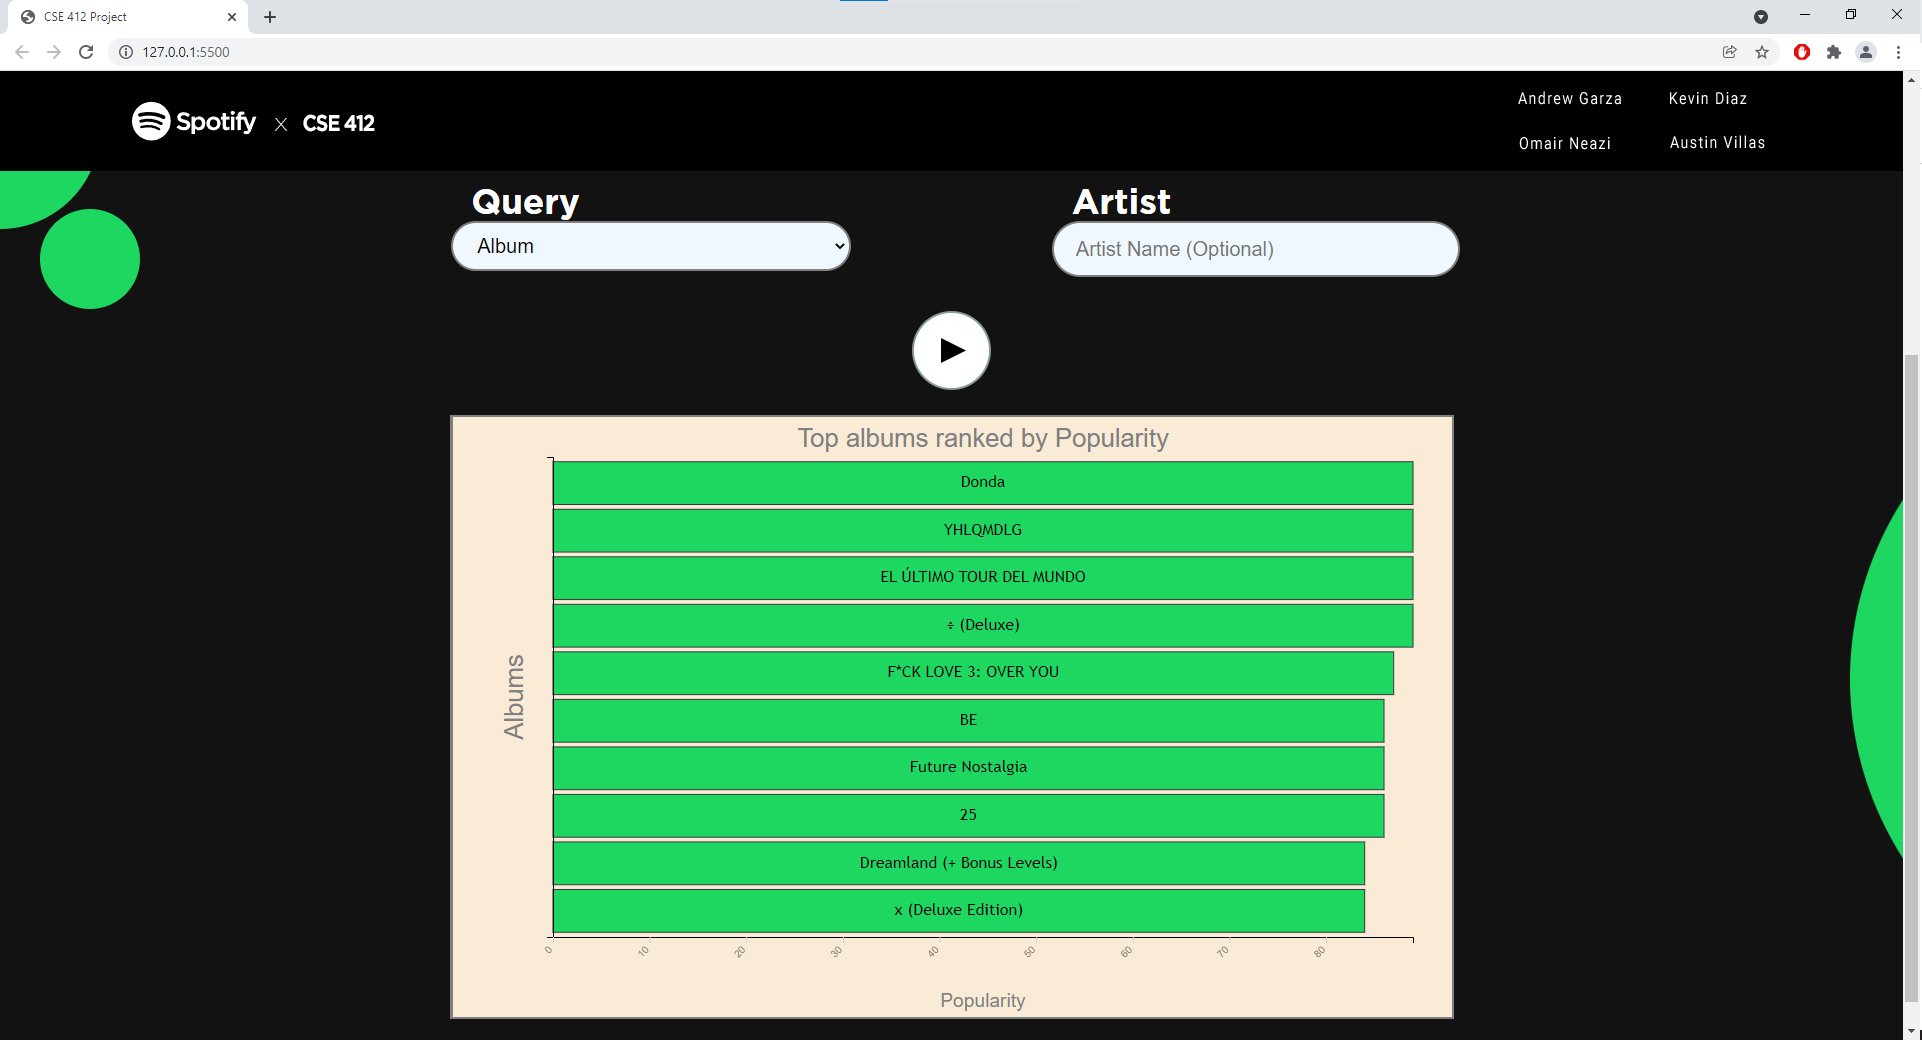 CSE 412 Project
127.0.0.1:5500
Spotify X CSE 412
Andrew Garza Kevin Diaz
Omair Neazi Austin Villas
Query Artist
Album Artist Name (Optional)
Top albums ranked by Popularity
Donda
YHLQMDLG
EL ÚLTIMO TOUR DEL MUNDO
÷ (Deluxe)
F*CK LOVE 3: OVER YOU
BE
Future Nostalgia
25
Dreamland (+ Bonus Levels)
x (Deluxe Edition)
Albums
0 10 20 30 40 50 60 70 80
Popularity